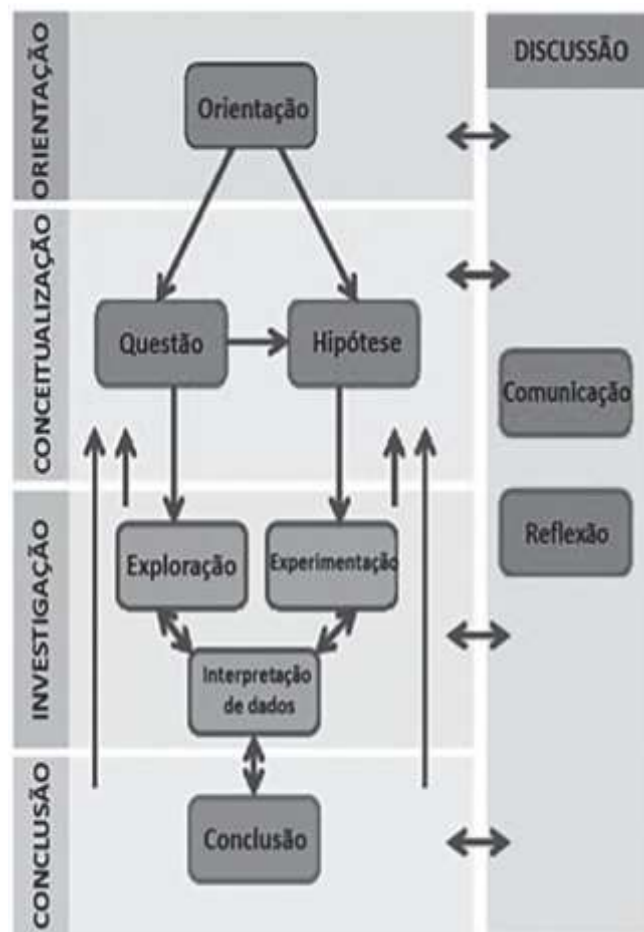 ORIENTAÇÃO
Orientação
CONCEITUALIZAÇÃO
Questão
Hipótese
INVESTIGAÇÃO
Exploração
Experimentação
Interpretação
de dados
CONCLUSÃO
Conclusão
DISCUSSÃO
Comunicação
Reflexão